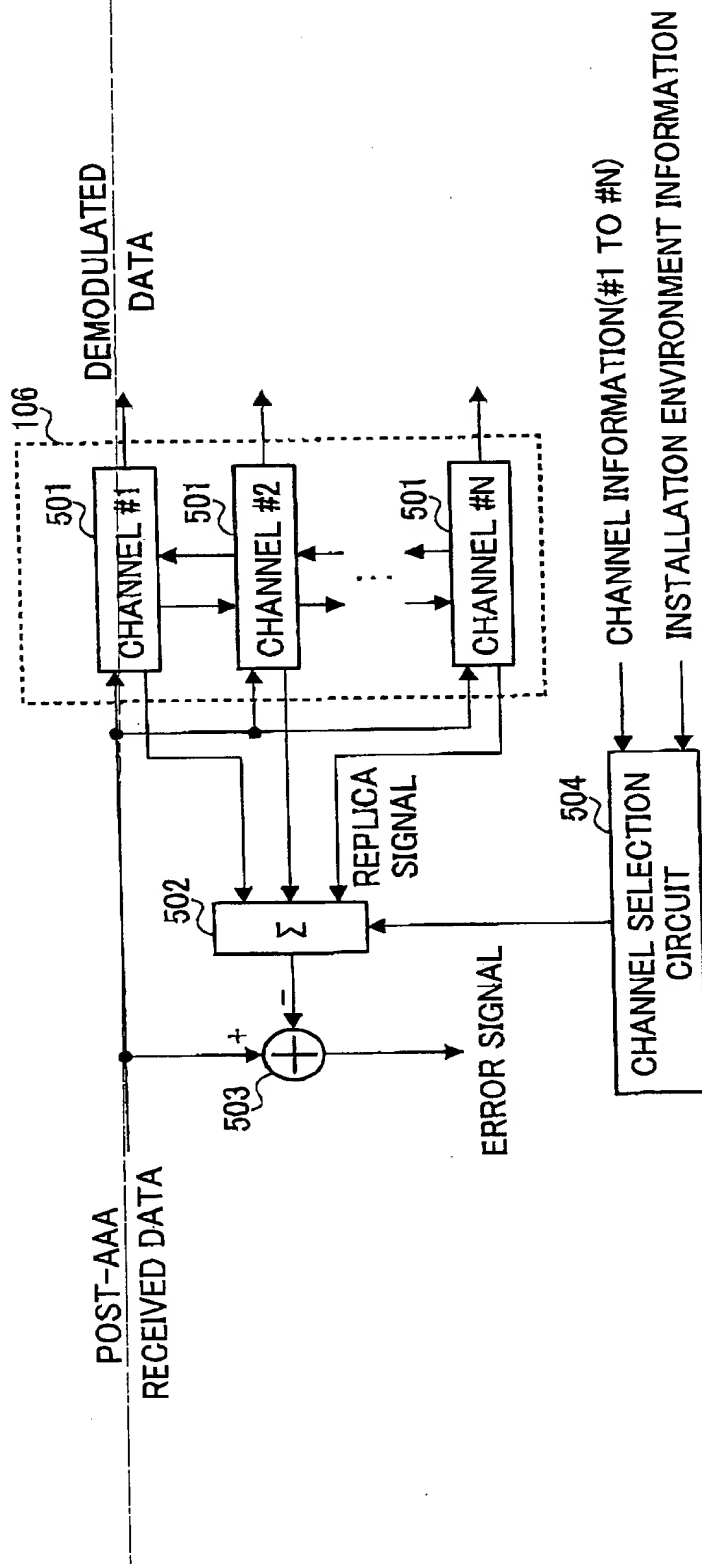 POST-AAA
RECEIVED DATA
DEMODULATED
DATA
106
501
CHANNEL #1
501
CHANNEL #2
501
CHANNEL #N
...
REPLICA
SIGNAL
502
Σ
+
-
503
ERROR SIGNAL
504
CHANNEL SELECTION
CIRCUIT
CHANNEL INFORMATION(#1 TO #N)
INSTALLATION ENVIRONMENT INFORMATION